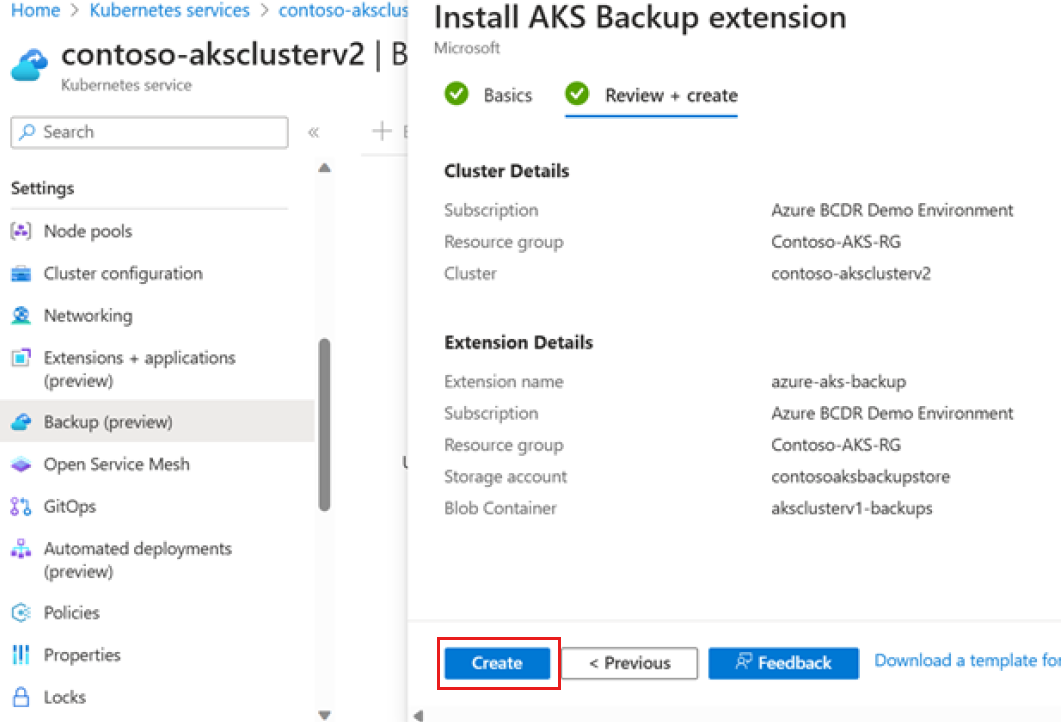 Home > Kubernetes services > contoso-aksclus
contoso-aksclusterv2 | B
Kubernetes service
Search
«
Settings
Node pools
Cluster configuration
Networking
Extensions + applications
(preview)
Backup (preview)
Open Service Mesh
GitOps
Automated deployments
(preview)
Policies
Properties
Locks
Install AKS Backup extension
Microsoft
Basics
Review + create
Cluster Details
Subscription Azure BCDR Demo Environment
Resource group Contoso-AKS-RG
Cluster contoso-aksclusterv2
Extension Details
Extension name azure-aks-backup
Subscription Azure BCDR Demo Environment
Resource group Contoso-AKS-RG
Storage account contosoaksbackupstore
Blob Container aksclusterv1-backups
Create < Previous Feedback Download a template for